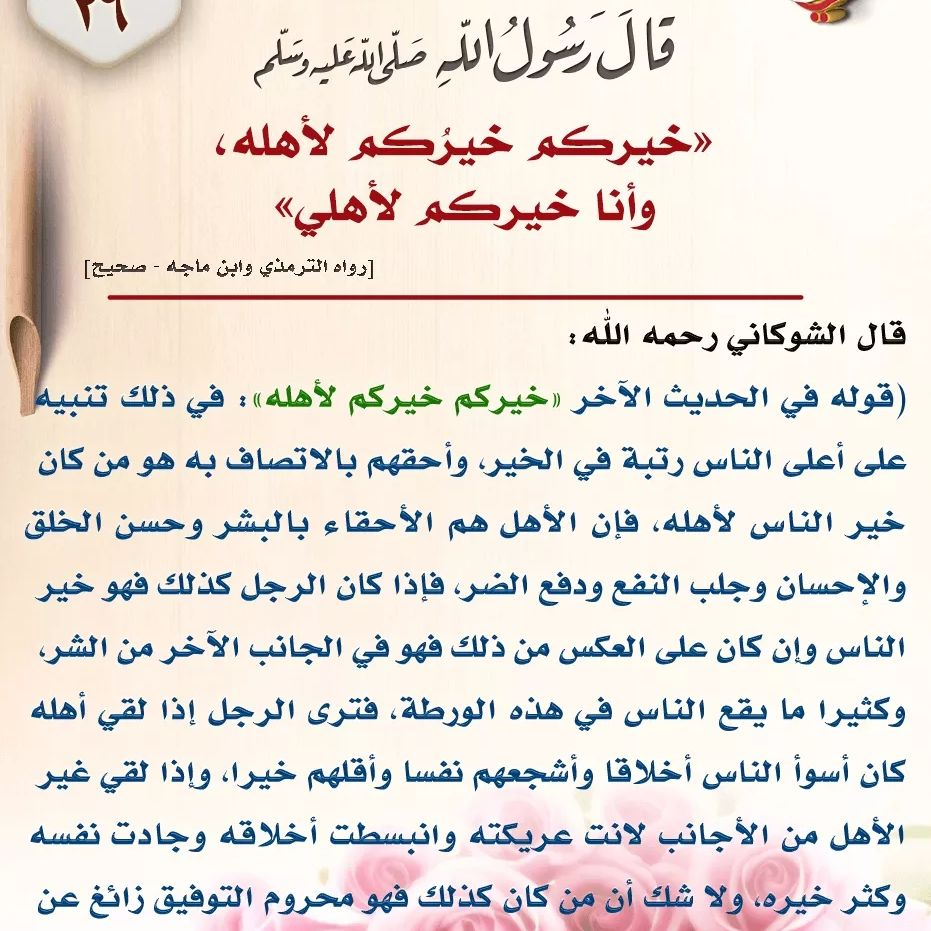 ٣٦
قَالَ رَسُولُ اللَّهِ صَلَّى اللَّه عَلَيهِ وَسَلَّم
«خيركم خيرُكم لأهله،
وأنا خيركم لأهلي»
[رواه الترمذي وابن ماجه - صحيح]
قال الشوكاني رحمه الله:
(قوله في الحديث الآخر «خيركم خيركم لأهله»: في ذلك تنبيه
على أعلى الناس رتبة في الخير، وأحقهم بالاتصاف به هو من كان
خير الناس لأهله، فإن الأهل هم الأحقاء بالبشر وحسن الخلق
والإحسان وجلب النفع ودفع الضر، فإذا كان الرجل كذلك فهو خير
الناس وإن كان على العكس من ذلك فهو في الجانب الآخر من الشر،
وكثيرا ما يقع الناس في هذه الورطة، فترى الرجل إذا لقي أهله
كان أسوأ الناس أخلاقا وأشجعهم نفسا وأقلهم خيرا، وإذا لقي غير
الأهل من الأجانب لانت عريكته وانبسطت أخلاقه وجادت نفسه
وكثر خيره، ولا شك أن من كان كذلك فهو محروم التوفيق زائغ عن